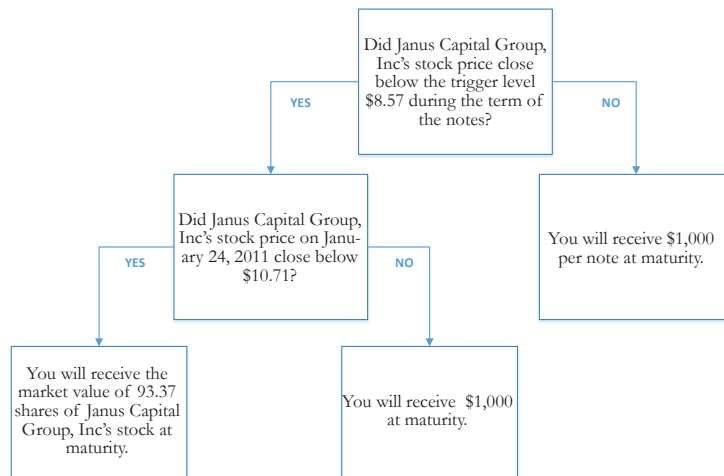 Did Janus Capital Group,
Inc's stock price close
below the trigger level
$8.57 during the term of
the notes?
YES
NO
Did Janus Capital Group,
Inc's stock price on Janu-
ary 24, 2011 close below
$10.71?
You will receive $1,000
per note at maturity.
YES
NO
You will receive the
market value of 93.37
shares of Janus Capital
Group, Inc's stock at
maturity.
You will receive $1,000
at maturity.